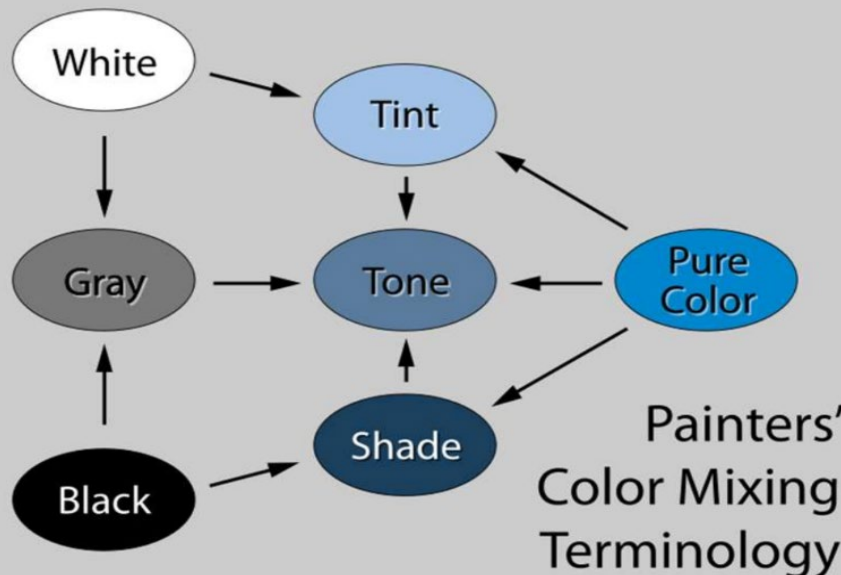 White
Tint
Gray
Tone
Pure
Color
Shade
Black
Painters'
Color Mixing
Terminology